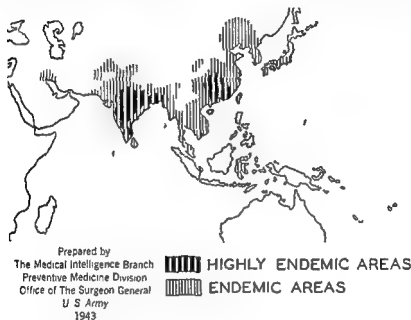 Prepared by
The Medical Intelligence Branch
Preventive Medicine Division
Office of The Surgeon General
U S Army
1943
HIGHLY ENDEMIC AREAS
ENDEMIC AREAS